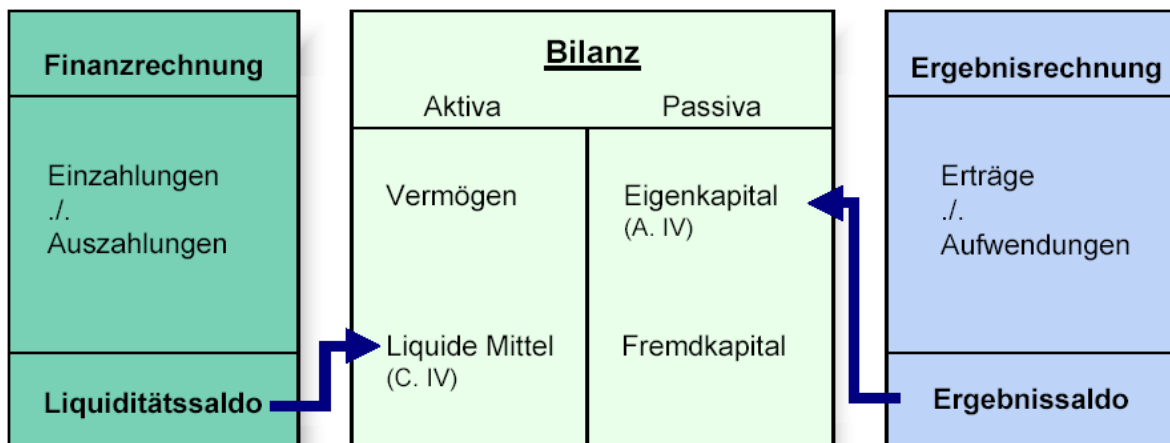 Finanzrechnung
Einzahlungen
./.
Auszahlungen
Liquiditätssaldo
Bilanz
Aktiva
Passiva
Vermögen
Liquide Mittel
(C. IV)
Eigenkapital
(A. IV)
Fremdkapital
Ergebnisrechnung
Erträge
./.
Aufwendungen
Ergebnissaldo